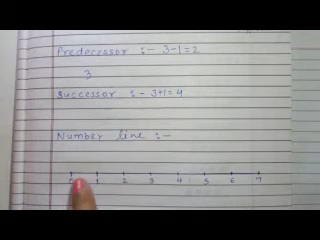 Predecessor :- 3-1=2
3
Successor :- 3+1=4
Number line :-
1 2 3 4 5 6 7